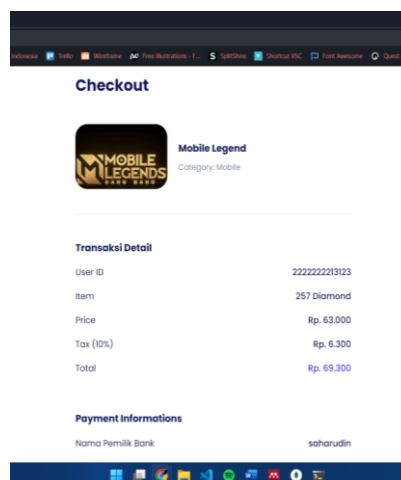 Indonesia Trello Wireframe Free Illustrations - f... S SplitShire Shortcut VSC Font Awesome Quest
Checkout
MOBILE
LEGENDS
BANG BANG
Mobile Legend
Category: Mobile
Transaksi Detail
User ID 2222222213123
Item 257 Diamond
Price Rp. 63.000
Tax (10%) Rp. 6.300
Total Rp. 69.300
Payment Informations
Nama Pemilik Bank saharudin